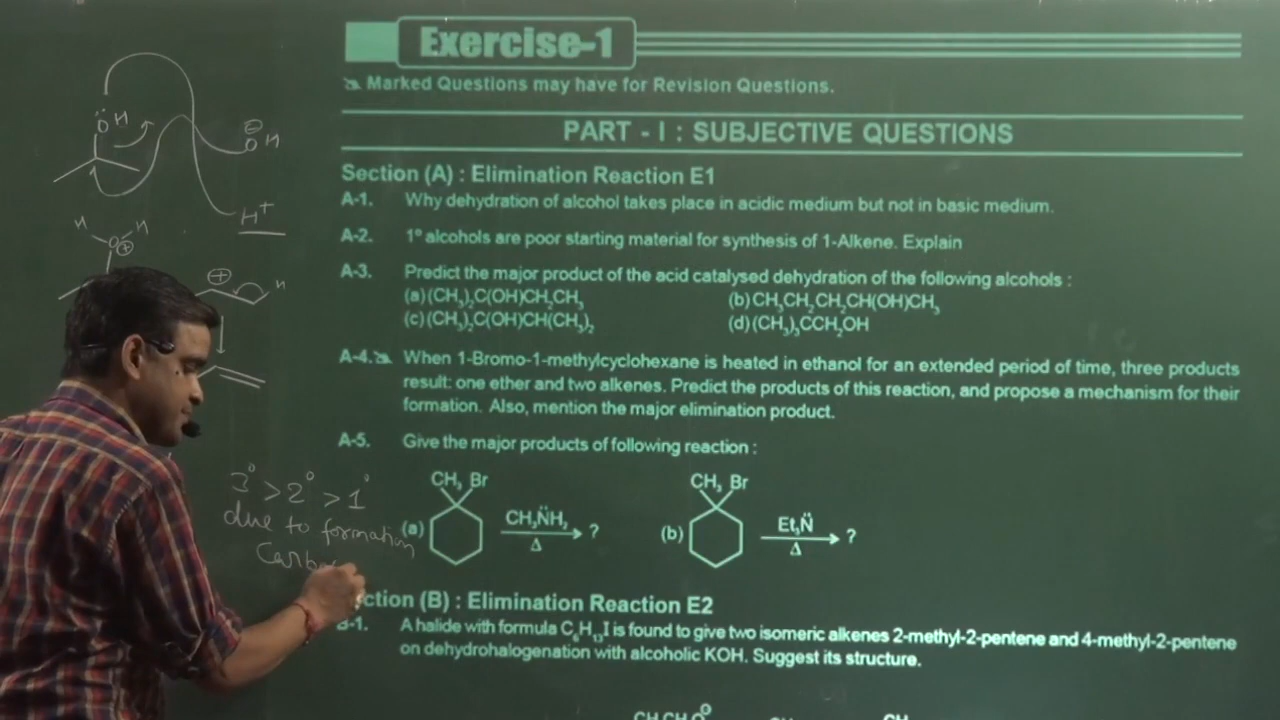 Exercise-1
Marked Questions may have for Revision Questions.
PART - I : SUBJECTIVE QUESTIONS
Section (A) : Elimination Reaction E1
A-1. Why dehydration of alcohol takes place in acidic medium but not in basic medium.
A-2. 1° alcohols are poor starting material for synthesis of 1-Alkene. Explain
A-3. Predict the major product of the acid catalysed dehydration of the following alcohols :
(a) (CH₃)₂C(OH)CH₂CH₃ (b) CH₃CH₂CH₂CH(OH)CH₃
(c) (CH₃)₂C(OH)CH(CH₃)₂ (d) (CH₃)₃CCH₂OH
A-4. When 1-Bromo-1-methylcyclohexane is heated in ethanol for an extended period of time, three products
result: one ether and two alkenes. Predict the products of this reaction, and propose a mechanism for their
formation. Also, mention the major elimination product.
A-5. Give the major products of following reaction :
CH₃ Br CH₃ Br
(a) CH₃N̈H₂ ? (b) Et₃N̈ ?
Δ Δ
ction (B) : Elimination Reaction E2
B-1. A halide with formula C₆H₁₃I is found to give two isomeric alkenes 2-methyl-2-pentene and 4-methyl-2-pentene
on dehydrohalogenation with alcoholic KOH. Suggest its structure.
ÖH
⊖
OH
H⁺
H O H
⊕
⊕ H
3° > 2° > 1°
due to formation